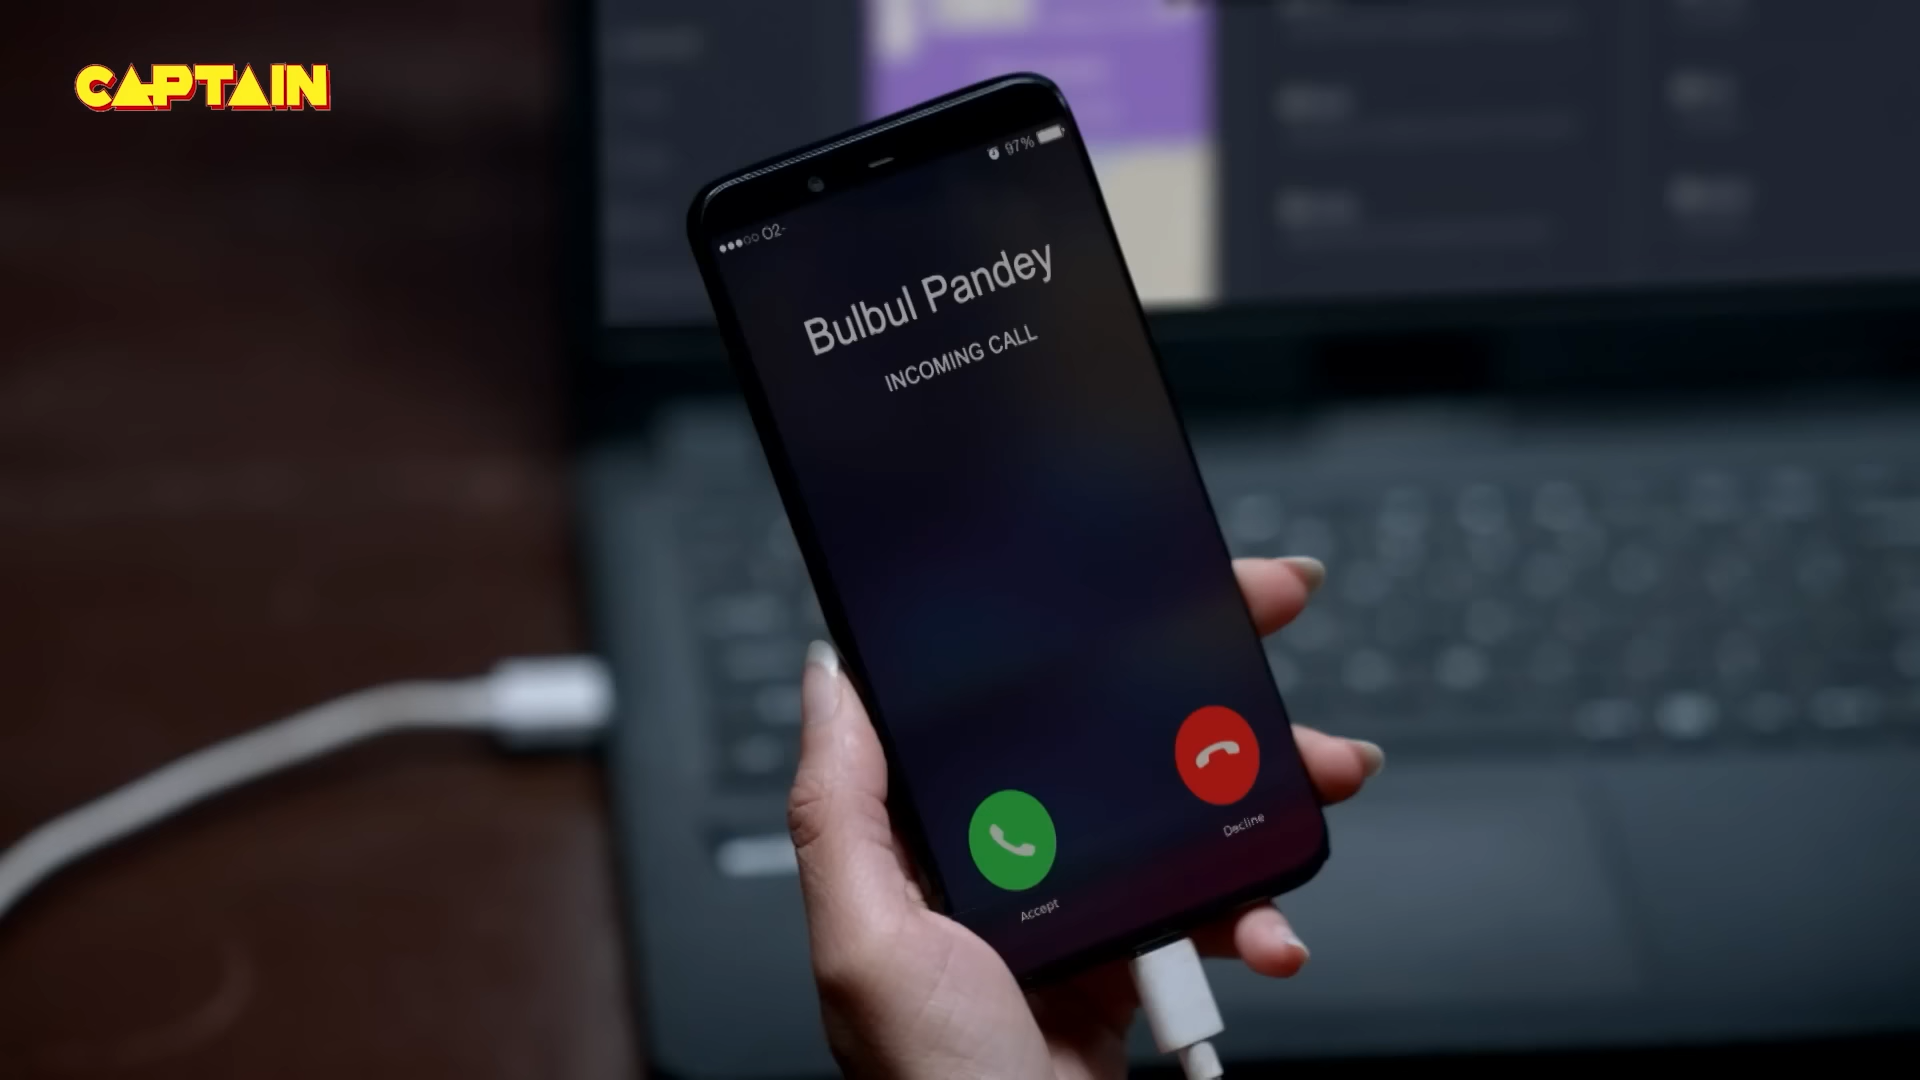 CAPTAIN
97%
O2-
Bulbul Pandey
INCOMING CALL
Decline
Accept